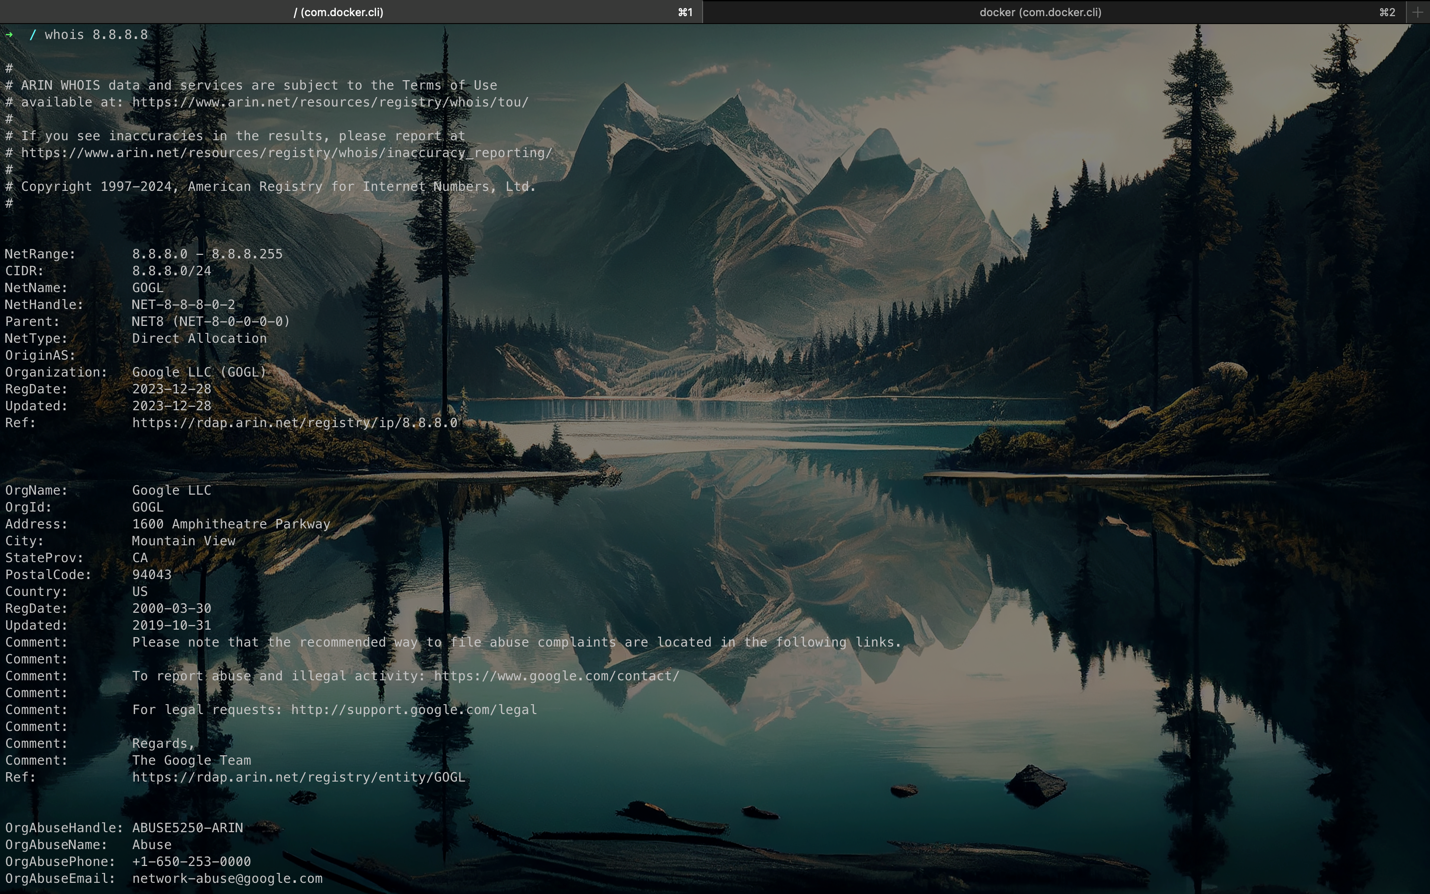 / (com.docker.cli) ⌘1 docker (com.docker.cli) ⌘2 +
→ / whois 8.8.8.8
#
# ARIN WHOIS data and services are subject to the Terms of Use
# available at: https://www.arin.net/resources/registry/whois/tou/
#
# If you see inaccuracies in the results, please report at
# https://www.arin.net/resources/registry/whois/inaccuracy_reporting/
#
# Copyright 1997-2024, American Registry for Internet Numbers, Ltd.
#
NetRange: 8.8.8.0 - 8.8.8.255
CIDR: 8.8.8.0/24
NetName: GOGL
NetHandle: NET-8-8-8-0-2
Parent: NET8 (NET-8-0-0-0-0)
NetType: Direct Allocation
OriginAS:
Organization: Google LLC (GOGL)
RegDate: 2023-12-28
Updated: 2023-12-28
Ref: https://rdap.arin.net/registry/ip/8.8.8.0
OrgName: Google LLC
OrgId: GOGL
Address: 1600 Amphitheatre Parkway
City: Mountain View
StateProv: CA
PostalCode: 94043
Country: US
RegDate: 2000-03-30
Updated: 2019-10-31
Comment: Please note that the recommended way to file abuse complaints are located in the following links.
Comment:
Comment: To report abuse and illegal activity: https://www.google.com/contact/
Comment:
Comment: For legal requests: http://support.google.com/legal
Comment:
Comment: Regards,
Comment: The Google Team
Ref: https://rdap.arin.net/registry/entity/GOGL
OrgAbuseHandle: ABUSE5250-ARIN
OrgAbuseName: Abuse
OrgAbusePhone: +1-650-253-0000
OrgAbuseEmail: network-abuse@google.com